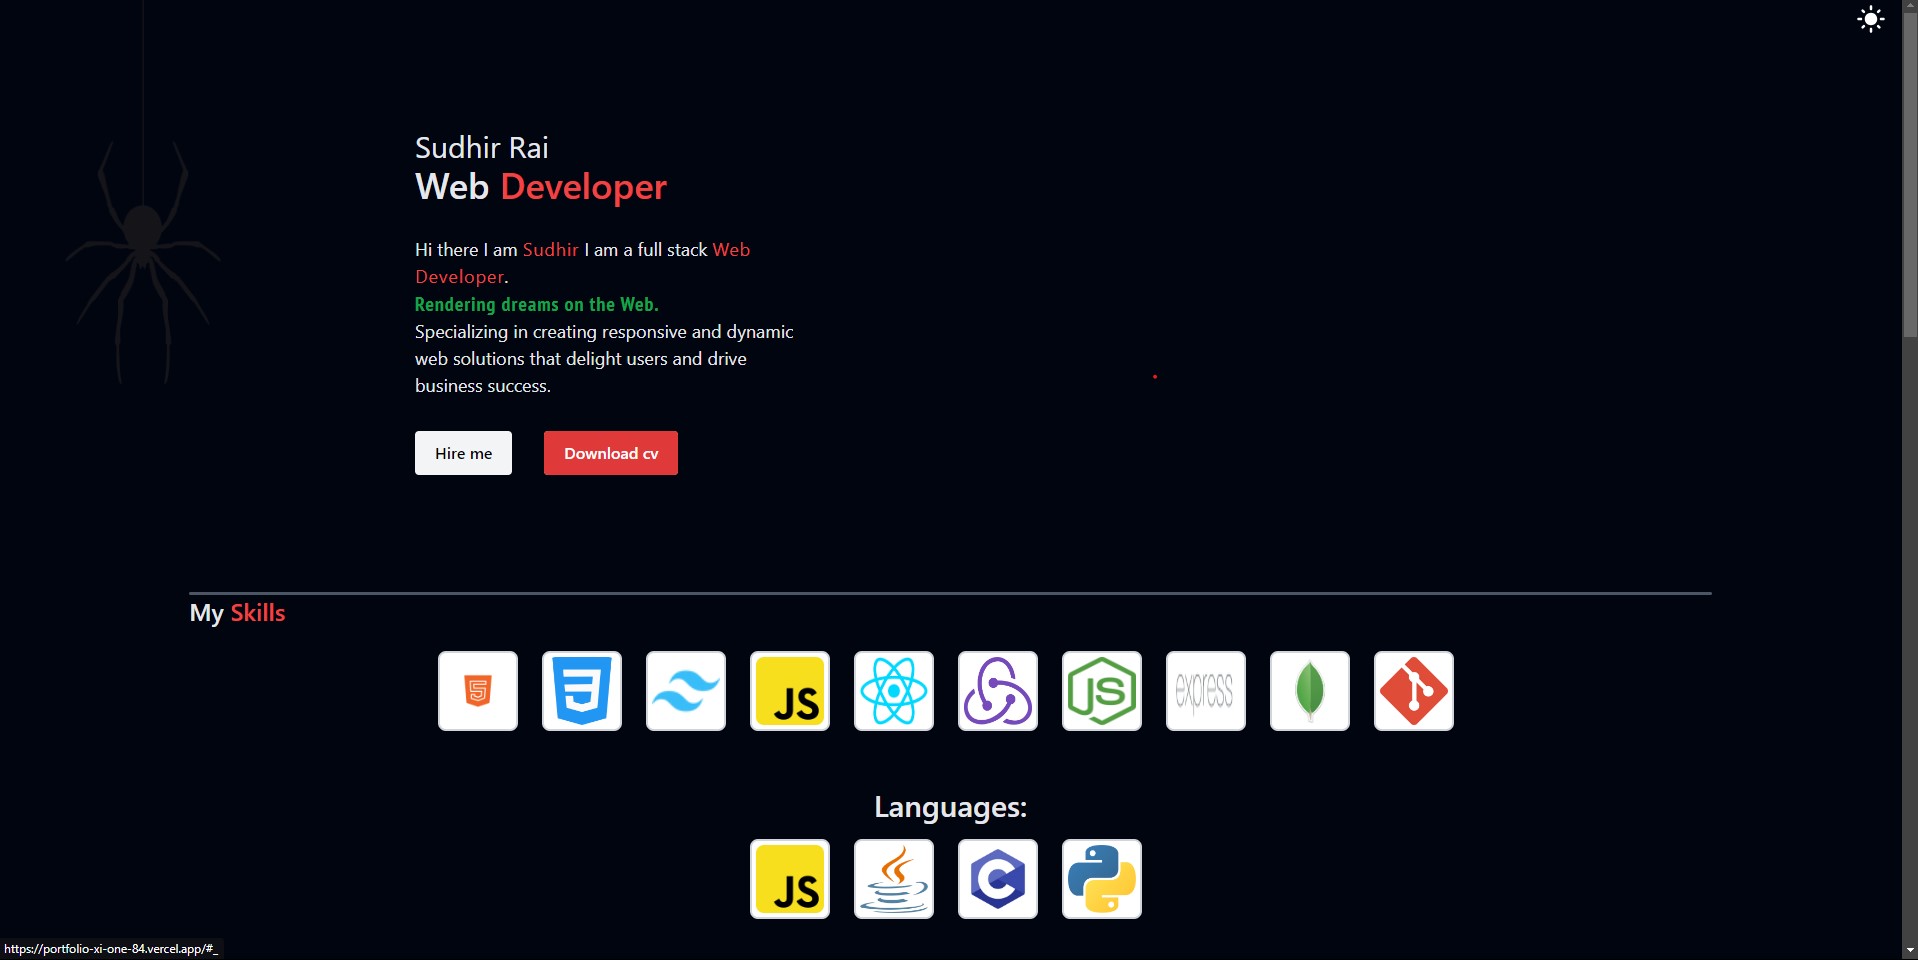 Sudhir Rai
Web Developer
Hi there I am Sudhir I am a full stack Web
Developer.
Rendering dreams on the Web.
Specializing in creating responsive and dynamic
web solutions that delight users and drive
business success.
Hire me
Download cv
My Skills
5
3
JS
JS
express
Languages:
JS
C
https://portfolio-xi-one-84.vercel.app/#_